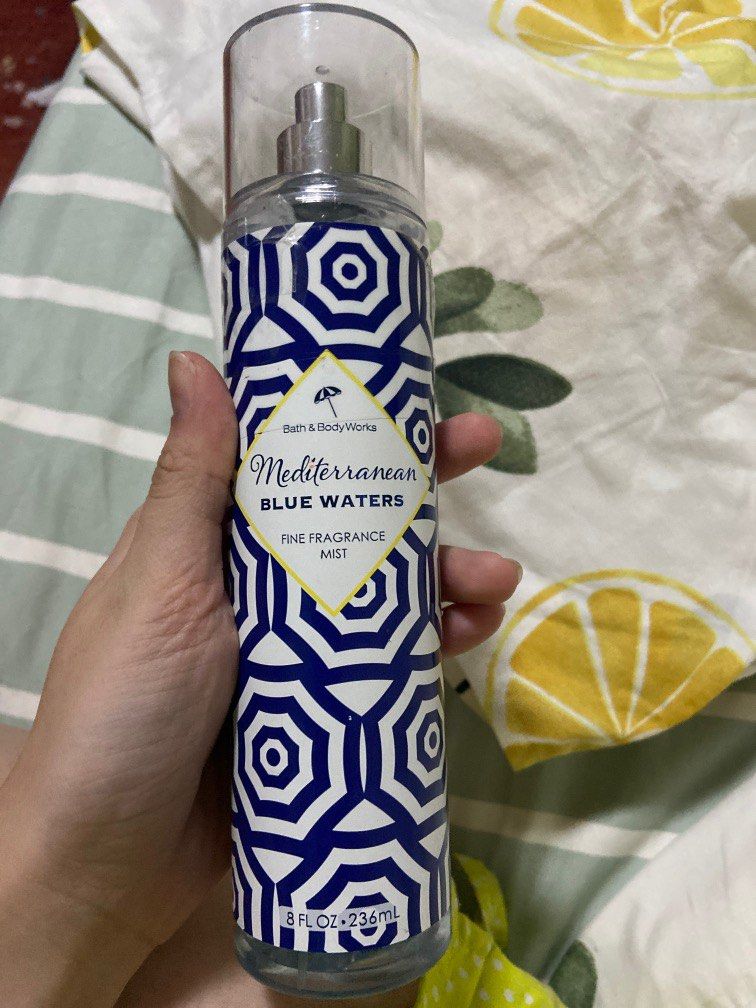 Bath & Body Works
Mediterranean
BLUE WATERS
FINE FRAGRANCE
MIST
8 FL OZ • 236mL